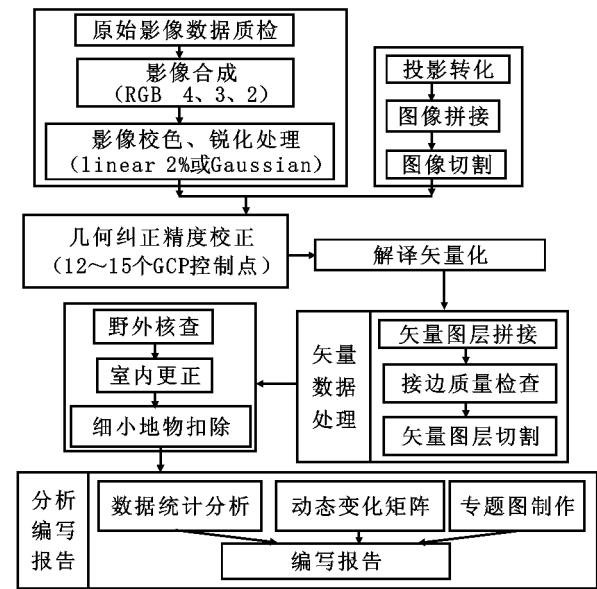 原始影像数据质检
影像合成
（RGB 4、3、2）
影像校色、锐化处理
（linear 2%或Gaussian）
投影转化
图像拼接
图像切割
几何纠正精度校正
（12～15个GCP控制点）
解译矢量化
野外核查
室内更正
细小地物扣除
矢量
数据
处理
矢量图层拼接
接边质量检查
矢量图层切割
分析
编写
报告
数据统计分析
动态变化矩阵
专题图制作
编写报告